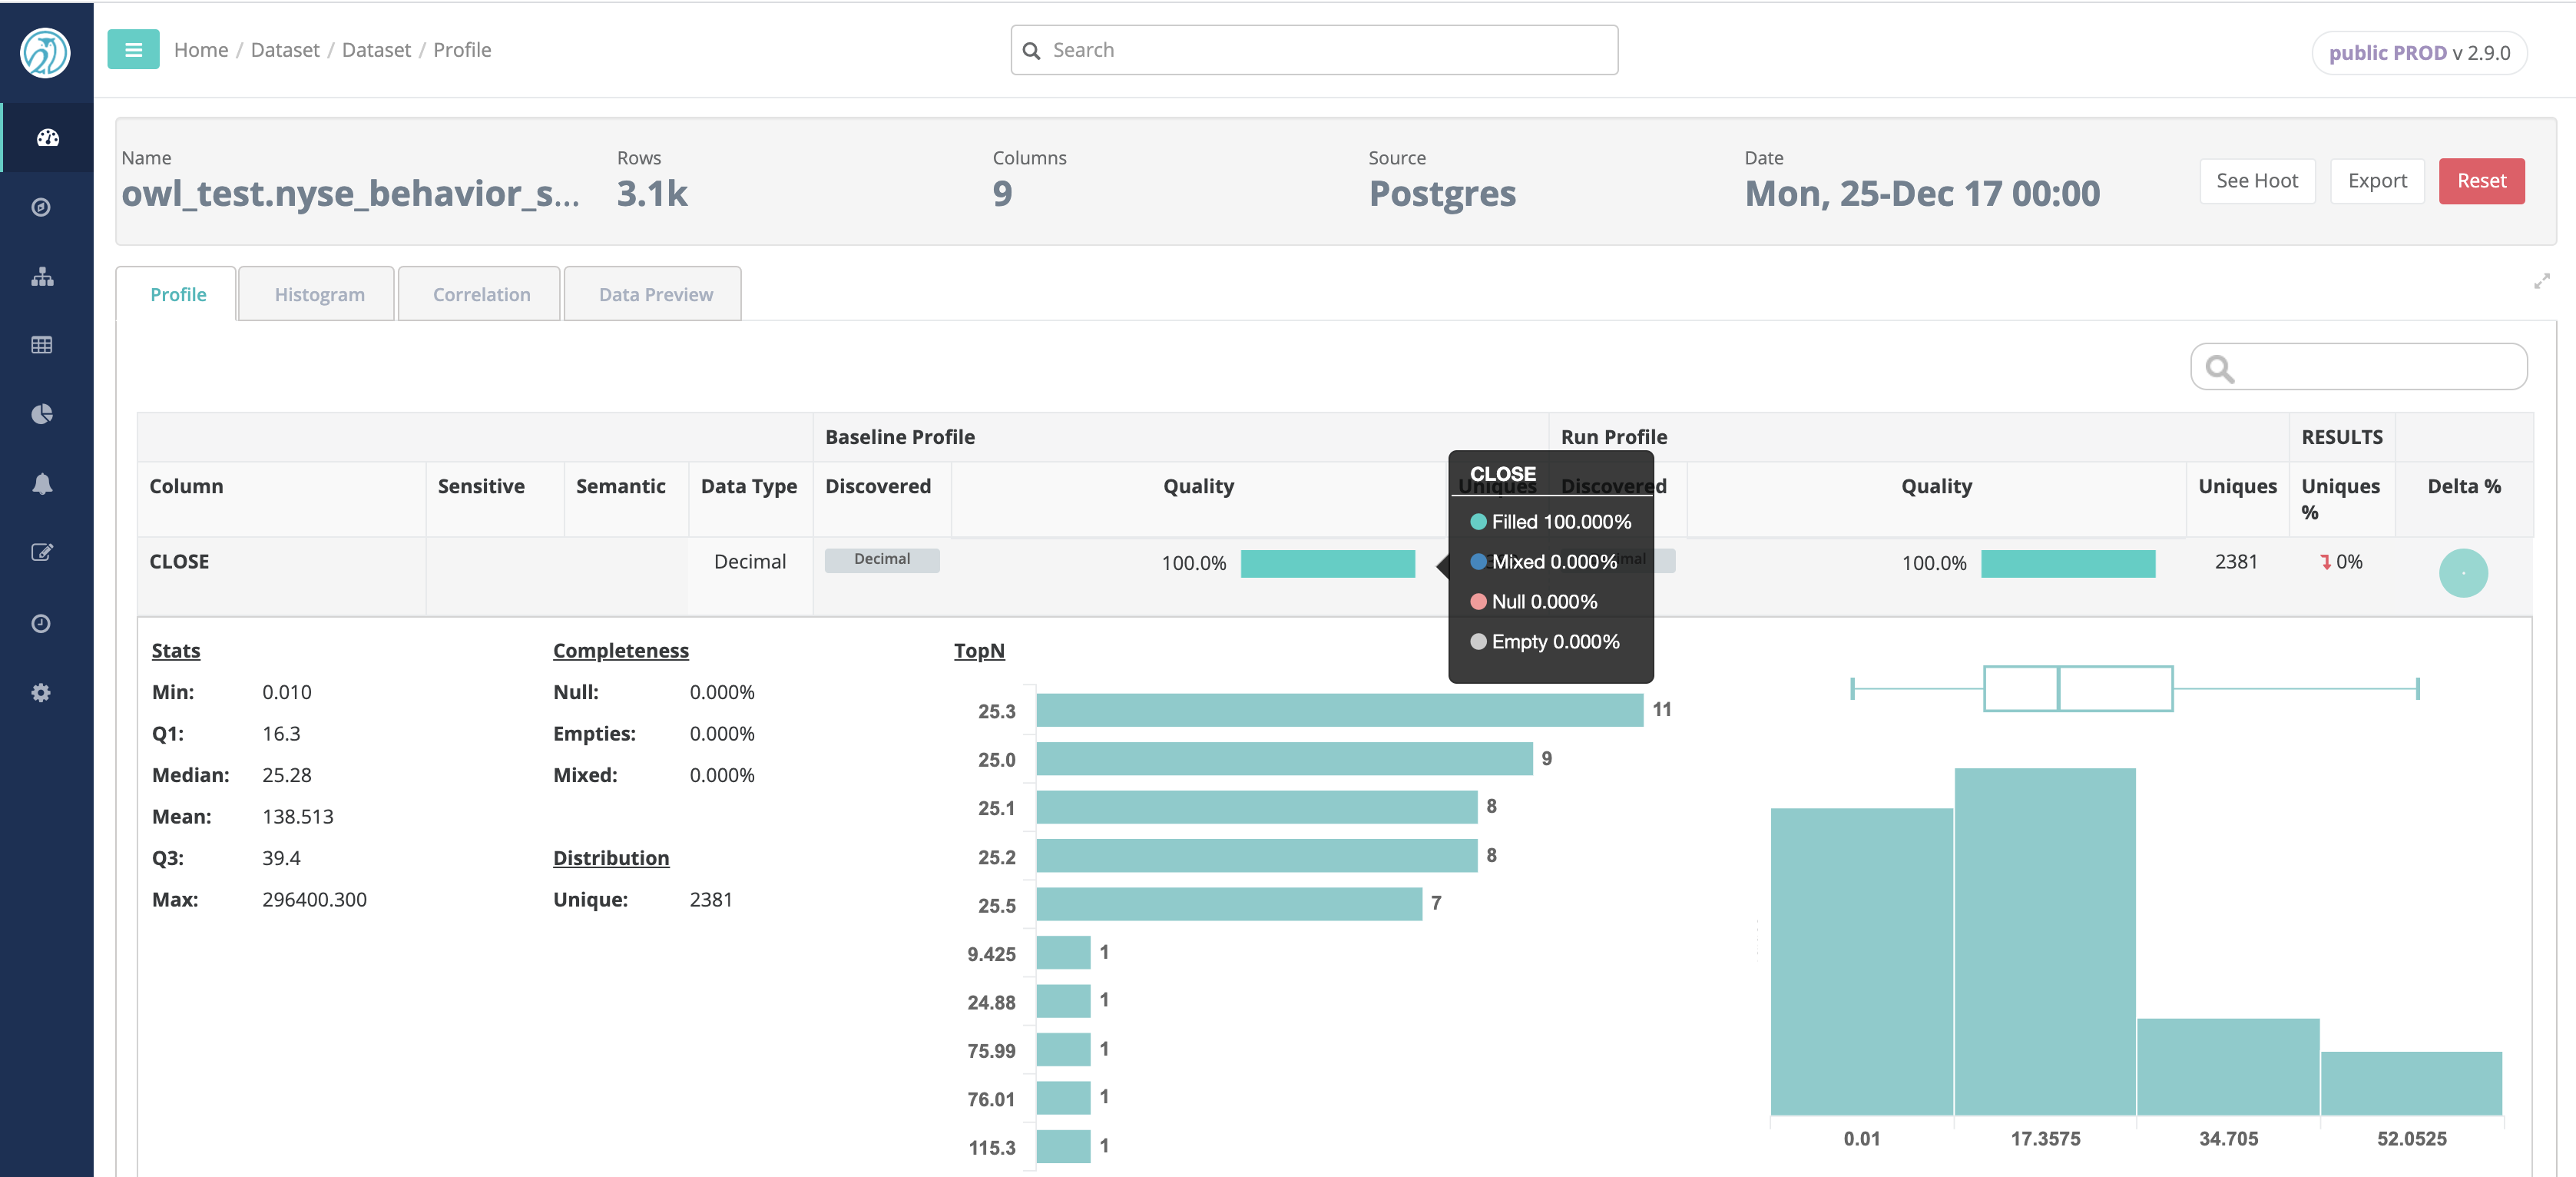 Home / Dataset / Dataset / Profile
Search
public PROD v 2.9.0
Name
owl_test.nyse_behavior_s...
Rows
3.1k
Columns
9
Source
Postgres
Date
Mon, 25-Dec 17 00:00
See Hoot
Export
Reset
Profile
Histogram
Correlation
Data Preview
Baseline Profile
Run Profile
RESULTS
Column
Sensitive
Semantic
Data Type
Discovered
Quality
Uniques
Discovered
Quality
Uniques
Uniques %
Delta %
CLOSE
Decimal
Decimal
100.0%
100.0%
2381
0%
CLOSE
Filled 100.000%
Mixed 0.000%
Null 0.000%
Empty 0.000%
Stats
Min: 0.010
Q1: 16.3
Median: 25.28
Mean: 138.513
Q3: 39.4
Max: 296400.300
Completeness
Null: 0.000%
Empties: 0.000%
Mixed: 0.000%
Distribution
Unique: 2381
TopN
25.3 11
25.0 9
25.1 8
25.2 8
25.5 7
9.425 1
24.88 1
75.99 1
76.01 1
115.3 1
0.01 17.3575 34.705 52.0525